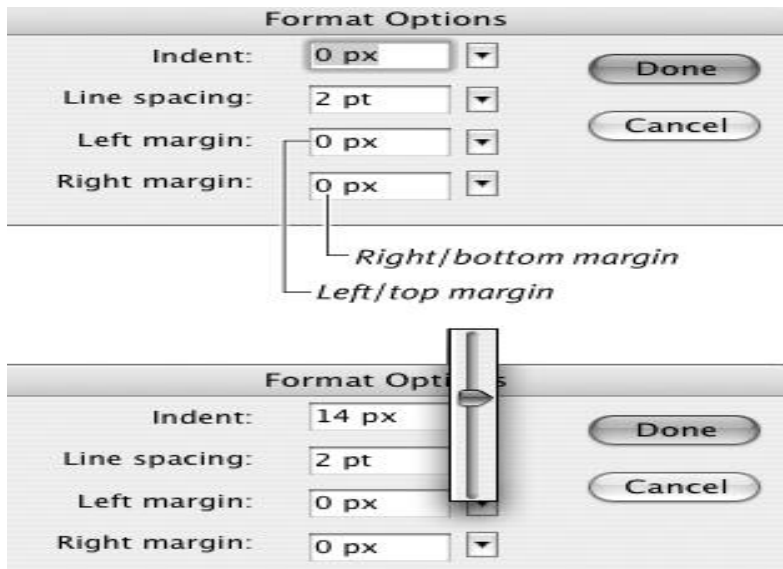 Format Options
Indent: 0 px
Done
Line spacing: 2 pt
Cancel
Left margin: 0 px
Right margin: 0 px
Right/bottom margin
Left/top margin
Format Opti s
Indent: 14 px
Done
Line spacing: 2 pt
Cancel
Left margin: 0 px
Right margin: 0 px